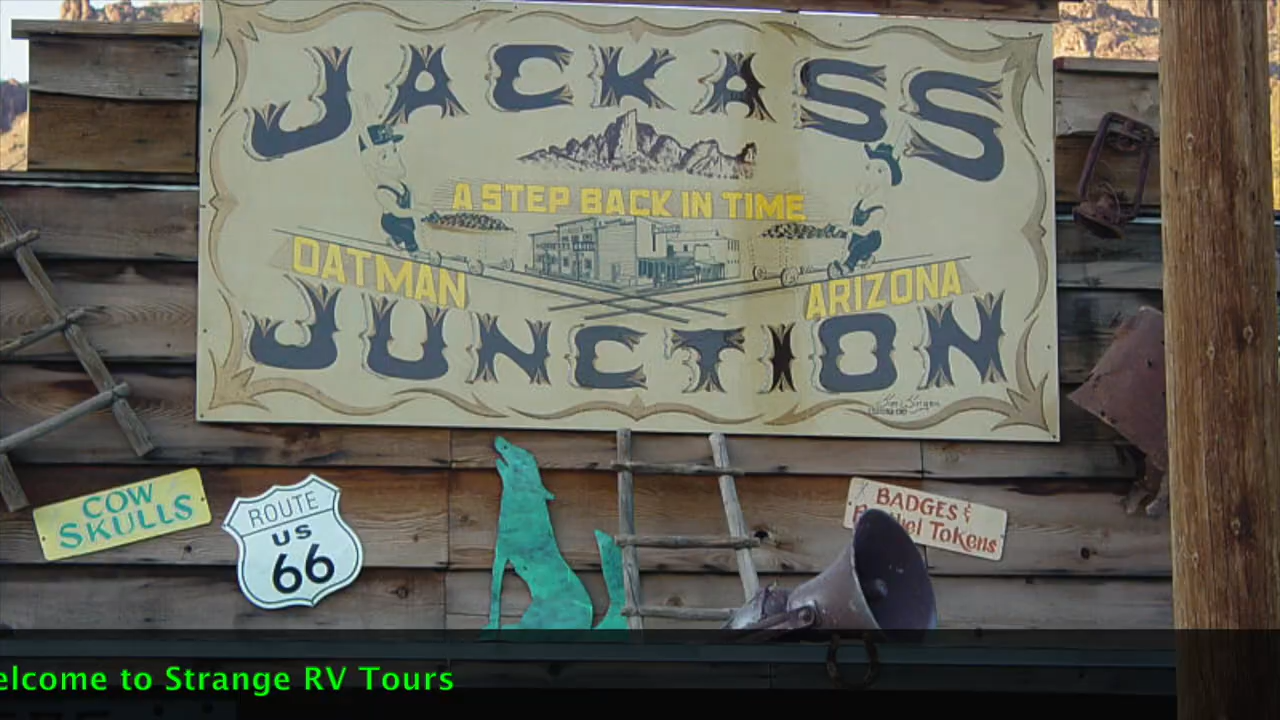 JACKASS
A STEP BACK IN TIME
OATMAN
ARIZONA
JUNCTION
COW
SKULLS
ROUTE
US
66
BADGES &
Tokens
elcome to Strange RV Tours